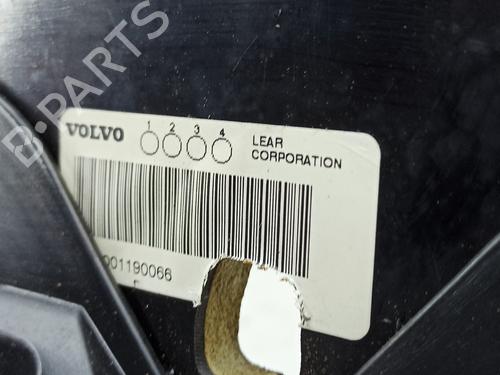 B-PARTS
VOLVO
1 2 3 4
LEAR
CORPORATION
001190066